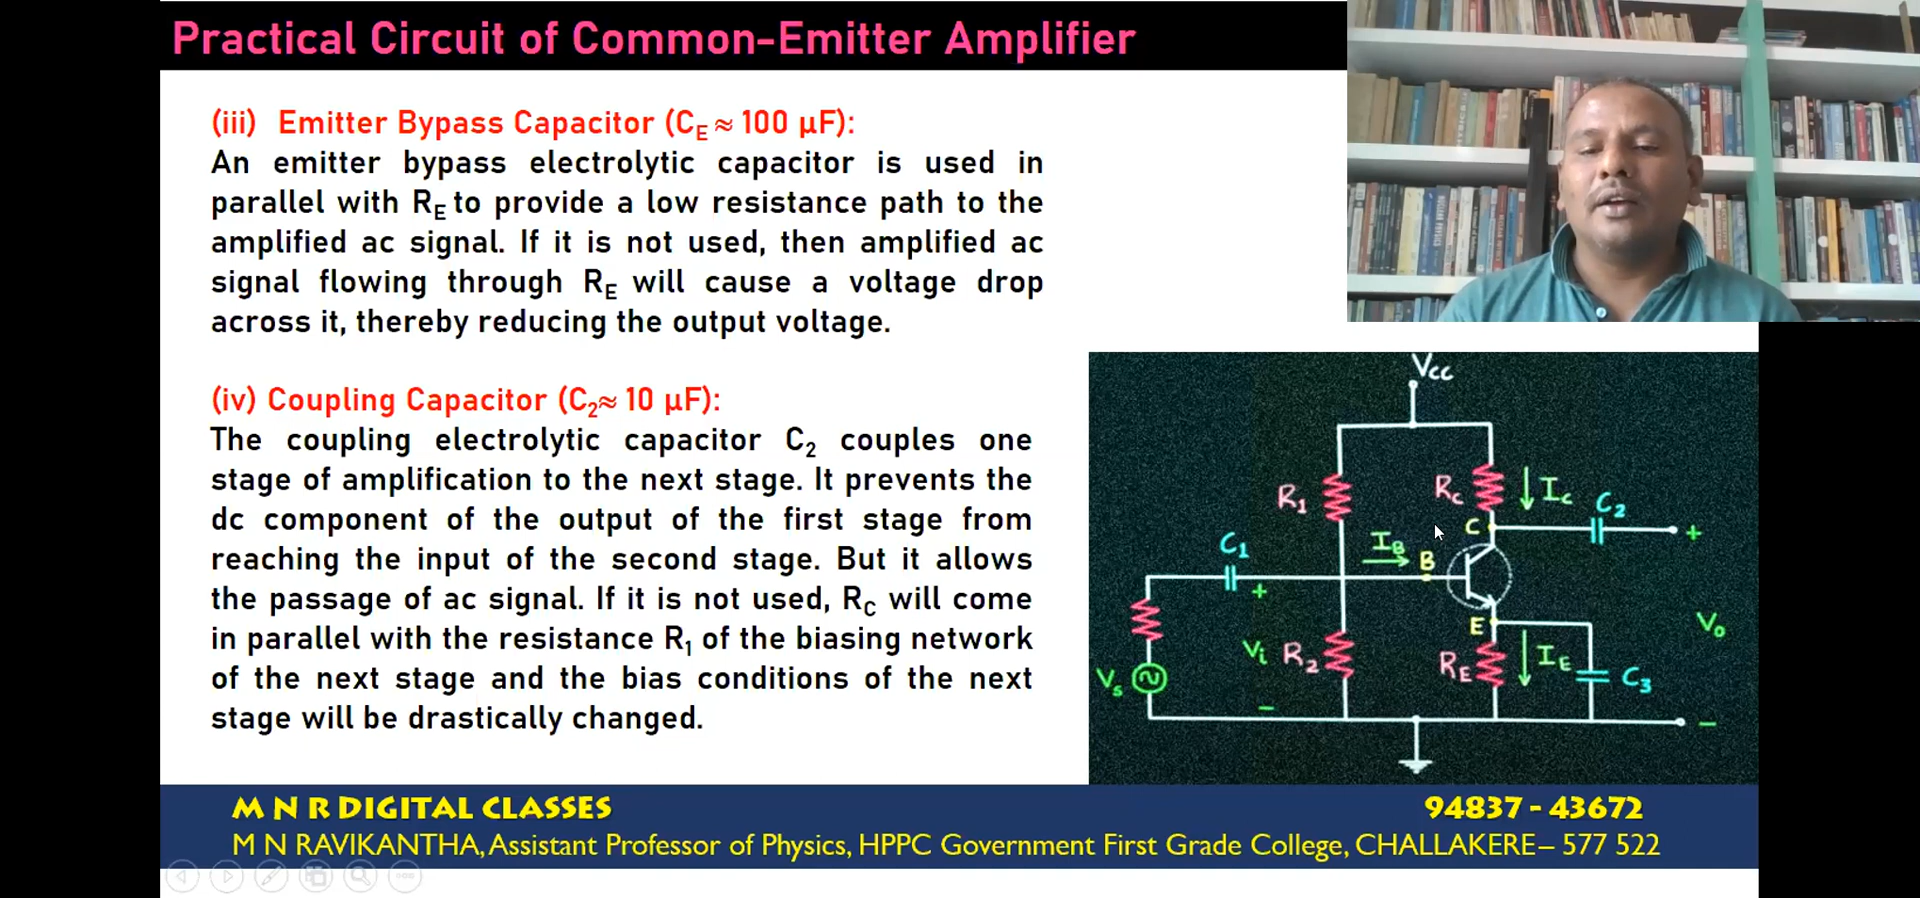 Practical Circuit of Common-Emitter Amplifier
(iii) Emitter Bypass Capacitor (CE ≈ 100 µF):
An emitter bypass electrolytic capacitor is used in
parallel with RE to provide a low resistance path to the
amplified ac signal. If it is not used, then amplified ac
signal flowing through RE will cause a voltage drop
across it, thereby reducing the output voltage.
(iv) Coupling Capacitor (C2≈ 10 µF):
The coupling electrolytic capacitor C2 couples one
stage of amplification to the next stage. It prevents the
dc component of the output of the first stage from
reaching the input of the second stage. But it allows
the passage of ac signal. If it is not used, RC will come
in parallel with the resistance R1 of the biasing network
of the next stage and the bias conditions of the next
stage will be drastically changed.
Vcc
R1
Rc
Ic
C2
C
+
C1
IB
B
+
E
Vo
Vi
R2
RE
IE
C3
Vs
−
−
M N R DIGITAL CLASSES
94837 - 43672
M N RAVIKANTHA, Assistant Professor of Physics, HPPC Government First Grade College, CHALLAKERE – 577 522